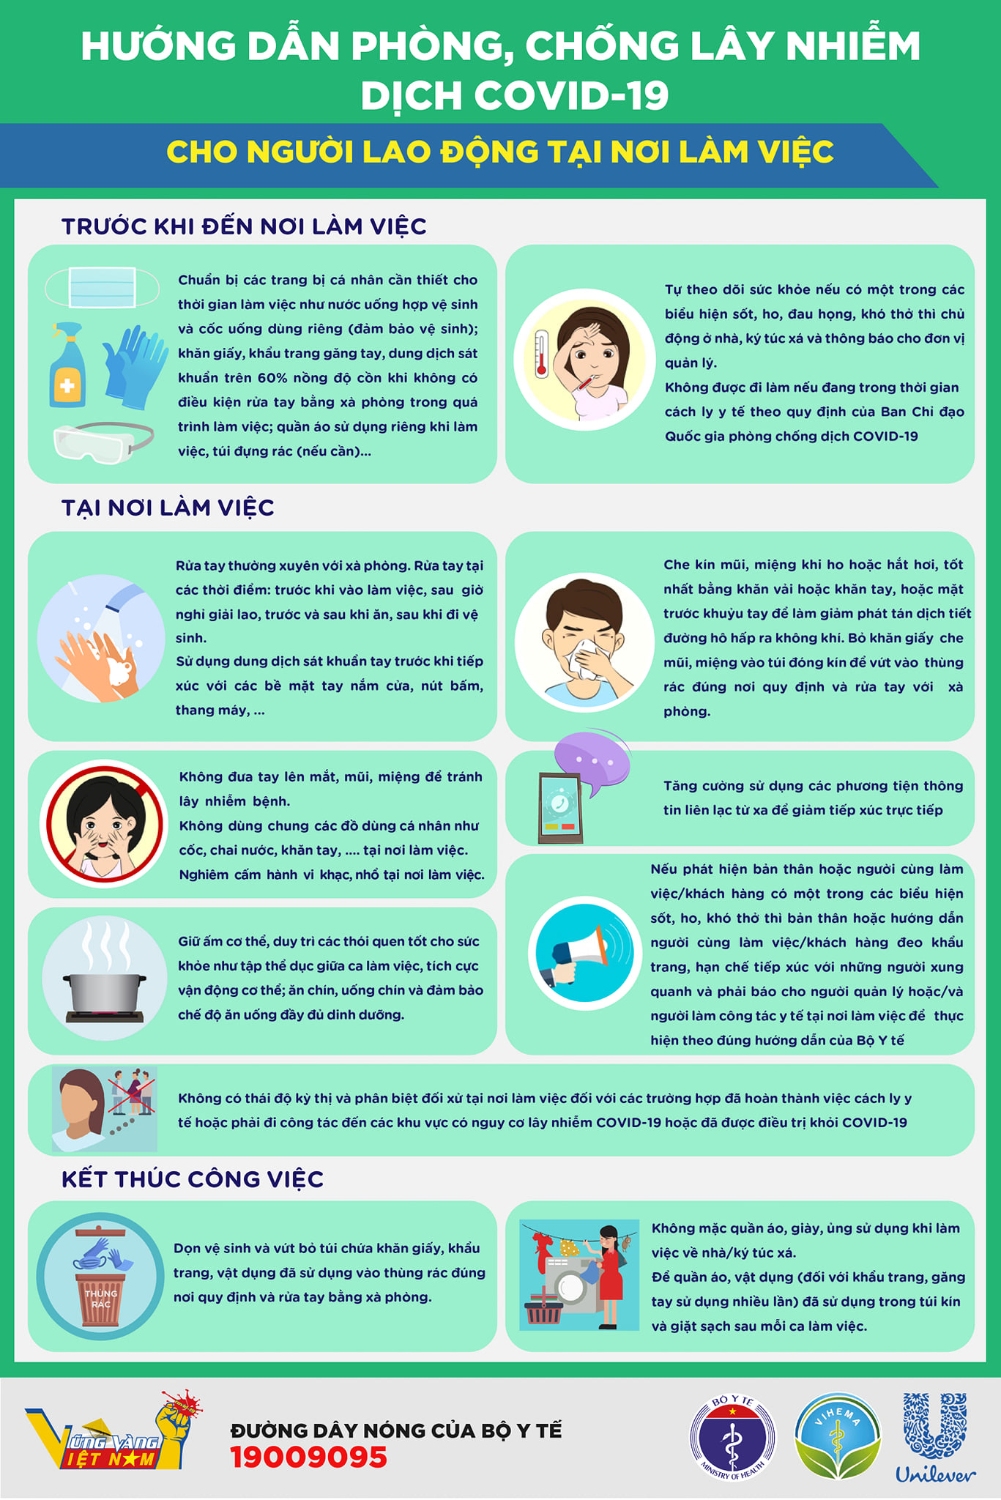 HƯỚNG DẪN PHÒNG, CHỐNG LÂY NHIỄM
DỊCH COVID-19
CHO NGƯỜI LAO ĐỘNG TẠI NƠI LÀM VIỆC
TRƯỚC KHI ĐẾN NƠI LÀM VIỆC
Chuẩn bị các trang bị cá nhân cần thiết cho
thời gian làm việc như nước uống hợp vệ sinh
và cốc uống dùng riêng (đảm bảo vệ sinh);
khăn giấy, khẩu trang găng tay, dung dịch sát
khuẩn trên 60% nồng độ cồn khi không có
điều kiện rửa tay bằng xà phòng trong quá
trình làm việc; quần áo sử dụng riêng khi làm
việc, túi đựng rác (nếu cần)...
Tự theo dõi sức khỏe nếu có một trong các
biểu hiện sốt, ho, đau họng, khó thở thì chủ
động ở nhà, ký túc xá và thông báo cho đơn vị
quản lý.
Không được đi làm nếu đang trong thời gian
cách ly y tế theo quy định của Ban Chỉ đạo
Quốc gia phòng chống dịch COVID-19
TẠI NƠI LÀM VIỆC
Rửa tay thường xuyên với xà phòng. Rửa tay tại
các thời điểm: trước khi vào làm việc, sau giờ
nghỉ giải lao, trước và sau khi ăn, sau khi đi vệ
sinh.
Sử dụng dung dịch sát khuẩn tay trước khi tiếp
xúc với các bề mặt tay nắm cửa, nút bấm,
thang máy, ...
Che kín mũi, miệng khi ho hoặc hắt hơi, tốt
nhất bằng khăn vải hoặc khăn tay, hoặc mặt
trước khuỷu tay để làm giảm phát tán dịch tiết
đường hô hấp ra không khí. Bỏ khăn giấy che
mũi, miệng vào túi đóng kín để vứt vào thùng
rác đúng nơi quy định và rửa tay với xà
phòng.
Không đưa tay lên mắt, mũi, miệng để tránh
lây nhiễm bệnh.
Không dùng chung các đồ dùng cá nhân như
cốc, chai nước, khăn tay, .... tại nơi làm việc.
Nghiêm cấm hành vi khạc, nhổ tại nơi làm việc.
Tăng cường sử dụng các phương tiện thông
tin liên lạc từ xa để giảm tiếp xúc trực tiếp
Giữ ấm cơ thể, duy trì các thói quen tốt cho sức
khỏe như tập thể dục giữa ca làm việc, tích cực
vận động cơ thể; ăn chín, uống chín và đảm bảo
chế độ ăn uống đầy đủ dinh dưỡng.
Nếu phát hiện bản thân hoặc người cùng làm
việc/khách hàng có một trong các biểu hiện
sốt, ho, khó thở thì bản thân hoặc hướng dẫn
người cùng làm việc/khách hàng đeo khẩu
trang, hạn chế tiếp xúc với những người xung
quanh và phải báo cho người quản lý hoặc/và
người làm công tác y tế tại nơi làm việc để thực
hiện theo đúng hướng dẫn của Bộ Y tế
Không có thái độ kỳ thị và phân biệt đối xử tại nơi làm việc đối với các trường hợp đã hoàn thành việc cách ly y
tế hoặc phải đi công tác đến các khu vực có nguy cơ lây nhiễm COVID-19 hoặc đã được điều trị khỏi COVID-19
KẾT THÚC CÔNG VIỆC
THÙNG
RÁC
Dọn vệ sinh và vứt bỏ túi chứa khăn giấy, khẩu
trang, vật dụng đã sử dụng vào thùng rác đúng
nơi quy định và rửa tay bằng xà phòng.
Không mặc quần áo, giày, ủng sử dụng khi làm
việc về nhà/ký túc xá.
Để quần áo, vật dụng (đối với khẩu trang, găng
tay sử dụng nhiều lần) đã sử dụng trong túi kín
và giặt sạch sau mỗi ca làm việc.
VỮNG VÀNG
VIỆT NAM
ĐƯỜNG DÂY NÓNG CỦA BỘ Y TẾ
19009095
BỘ Y TẾ
MINISTRY OF HEALTH
VIHEMA
Unilever